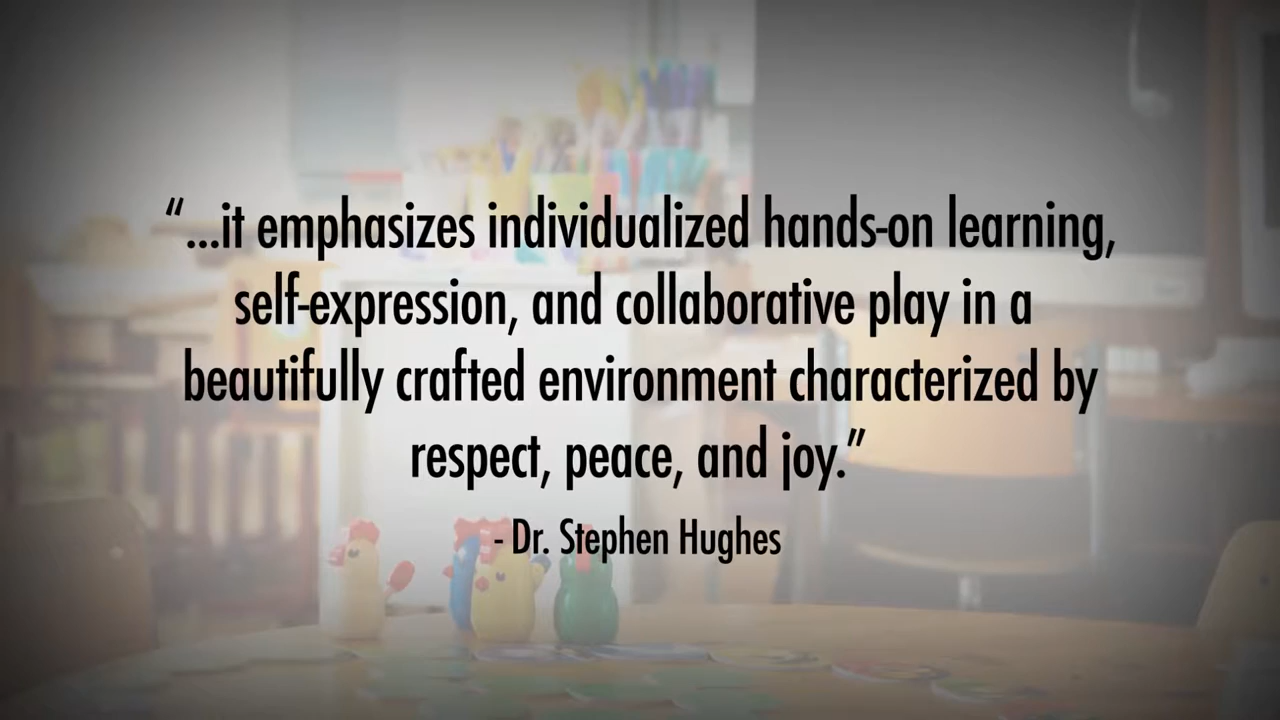 “...it emphasizes individualized hands-on learning,
self-expression, and collaborative play in a
beautifully crafted environment characterized by
respect, peace, and joy.”
- Dr. Stephen Hughes